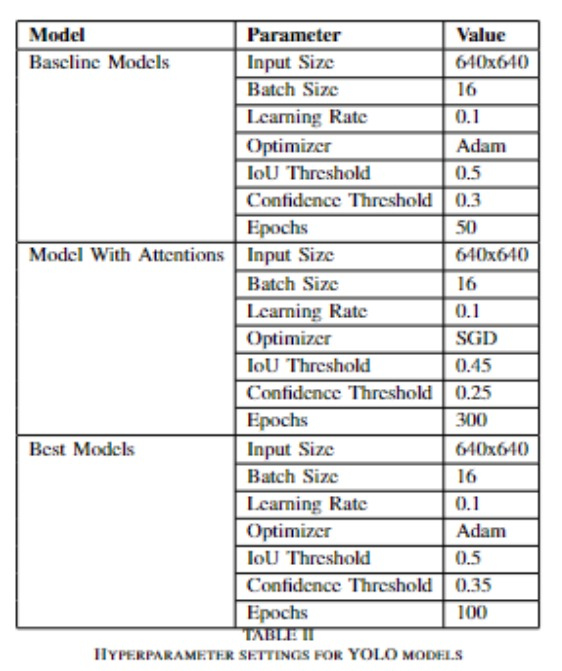 Model Parameter Value
Baseline Models Input Size 640x640
Batch Size 16
Learning Rate 0.1
Optimizer Adam
IoU Threshold 0.5
Confidence Threshold 0.3
Epochs 50
Model With Attentions Input Size 640x640
Batch Size 16
Learning Rate 0.1
Optimizer SGD
IoU Threshold 0.45
Confidence Threshold 0.25
Epochs 300
Best Models Input Size 640x640
Batch Size 16
Learning Rate 0.1
Optimizer Adam
IoU Threshold 0.5
Confidence Threshold 0.35
Epochs 100
TABLE II
HYPERPARAMETER SETTINGS FOR YOLO MODELS